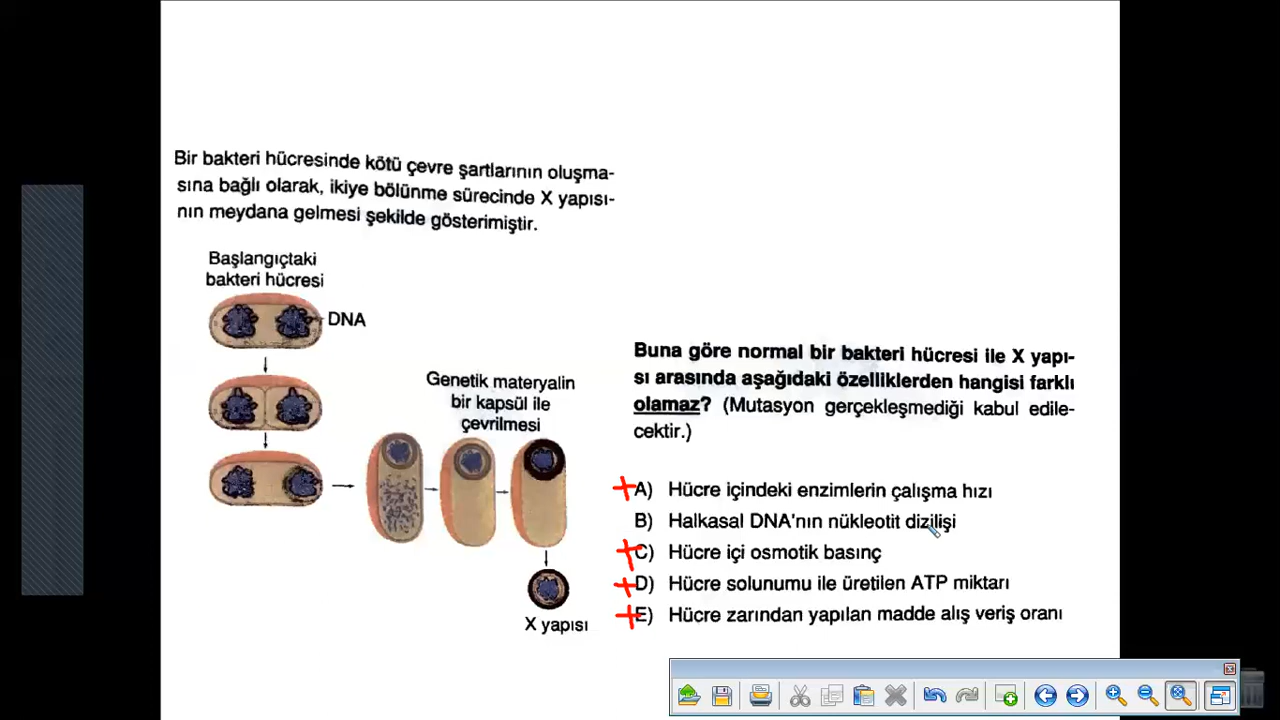 Bir bakteri hücresinde kötü çevre şartlarının oluşma-
sına bağlı olarak, ikiye bölünme sürecinde X yapısı-
nın meydana gelmesi şekilde gösterimiştir.
Başlangıçtaki
bakteri hücresi
DNA
Genetik materyalin
bir kapsül ile
çevrilmesi
X yapısı
Buna göre normal bir bakteri hücresi ile X yapı-
sı arasında aşağıdaki özelliklerden hangisi farklı
olamaz? (Mutasyon gerçekleşmediği kabul edile-
cektir.)
A) Hücre içindeki enzimlerin çalışma hızı
B) Halkasal DNA'nın nükleotit dizilişi
C) Hücre içi osmotik basınç
D) Hücre solunumu ile üretilen ATP miktarı
E) Hücre zarından yapılan madde alış veriş oranı